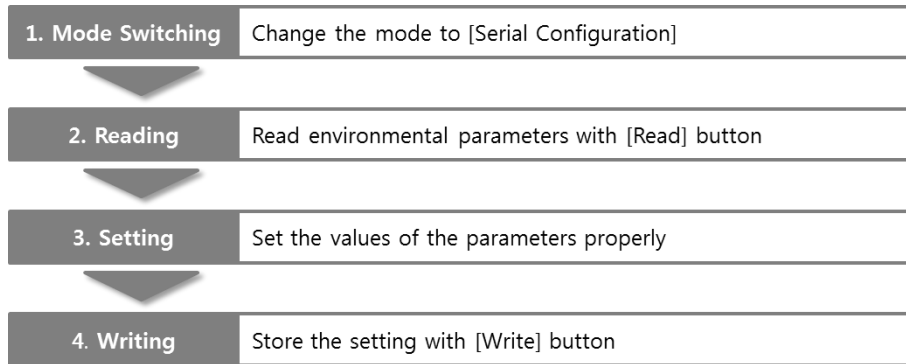 1. Mode Switching Change the mode to [Serial Configuration]
2. Reading Read environmental parameters with [Read] button
3. Setting Set the values of the parameters properly
4. Writing Store the setting with [Write] button